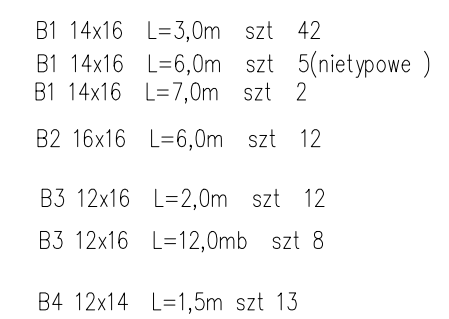 B1 14x16 L=3,0m szt 42
B1 14x16 L=6,0m szt 5(nietypowe )
B1 14x16 L=7,0m szt 2
B2 16x16 L=6,0m szt 12
B3 12x16 L=2,0m szt 12
B3 12x16 L=12,0mb szt 8
B4 12x14 L=1,5m szt 13